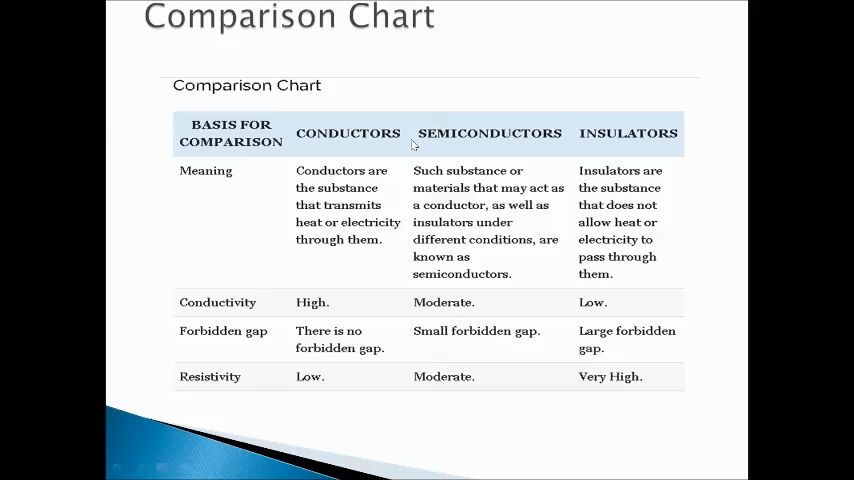 Comparison Chart
Comparison Chart
BASIS FOR COMPARISON CONDUCTORS SEMICONDUCTORS INSULATORS
Meaning
Conductors are
the substance
that transmits
heat or electricity
through them.
Such substance or
materials that may act as
a conductor, as well as
insulators under
different conditions, are
known as
semiconductors.
Insulators are
the substance
that does not
allow heat or
electricity to
pass through
them.
Conductivity High. Moderate. Low.
Forbidden gap
There is no
forbidden gap.
Small forbidden gap.
Large forbidden
gap.
Resistivity Low. Moderate. Very High.